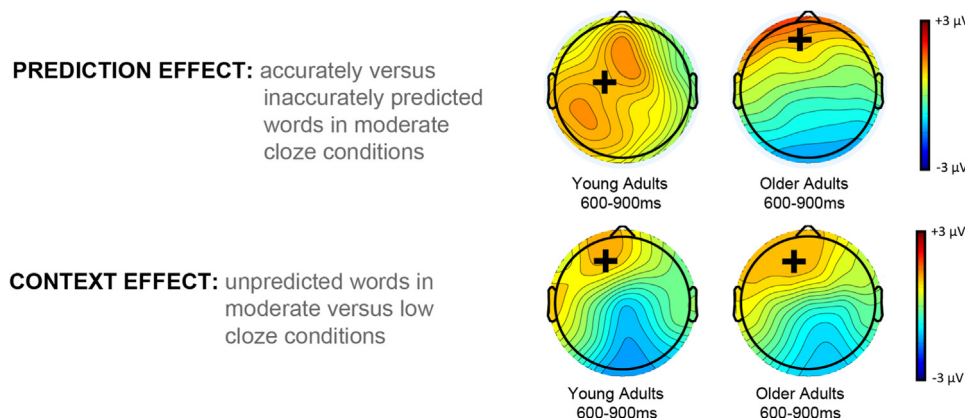 +3 µV
PREDICTION EFFECT: accurately versus
inaccurately predicted
words in moderate
cloze conditions
-3 µV
Young Adults
600-900ms
Older Adults
600-900ms
+3 µV
CONTEXT EFFECT: unpredicted words in
moderate versus low
cloze conditions
-3 µV
Young Adults
600-900ms
Older Adults
600-900ms